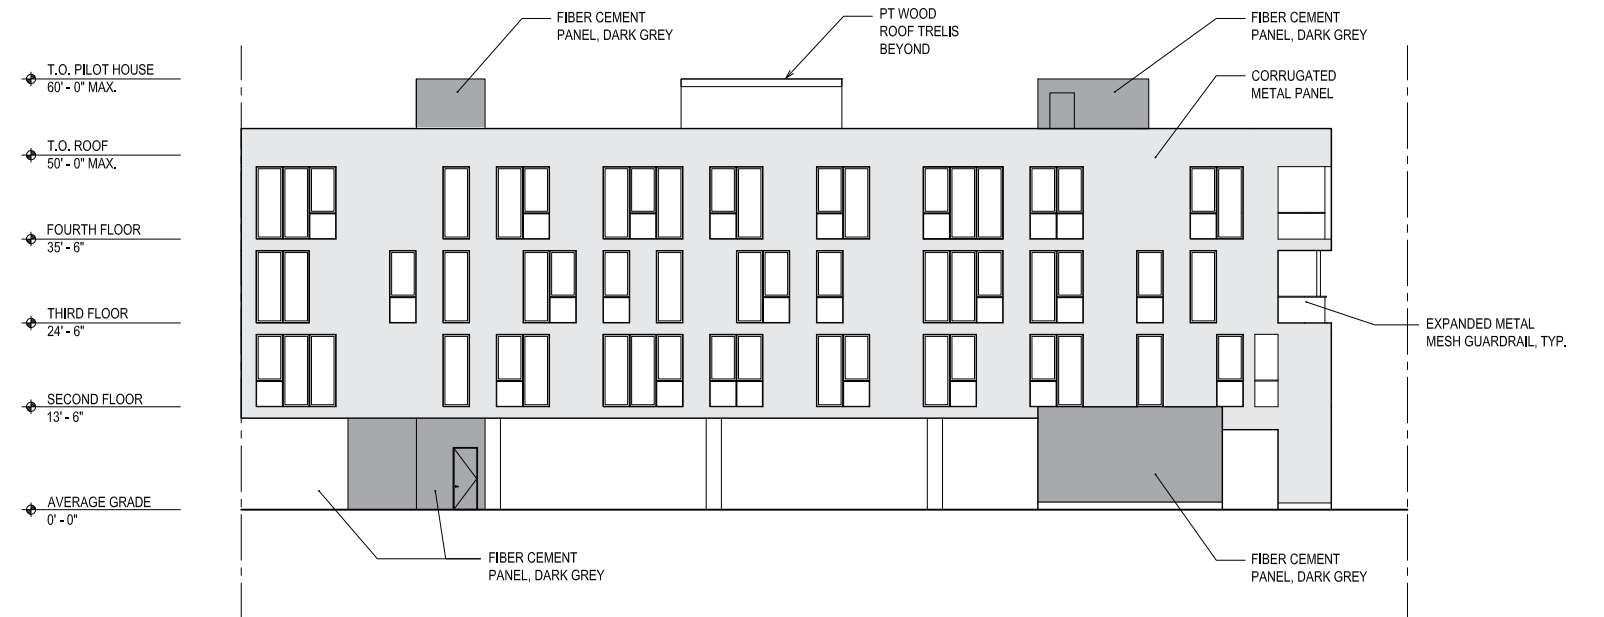 FIBER CEMENT
PANEL, DARK GREY
PT WOOD
ROOF TRELIS
BEYOND
FIBER CEMENT
PANEL, DARK GREY
CORRUGATED
METAL PANEL
T.O. PILOT HOUSE
60' - 0" MAX.
T.O. ROOF
50' - 0" MAX.
FOURTH FLOOR
35' - 6"
THIRD FLOOR
24' - 6"
EXPANDED METAL
MESH GUARDRAIL, TYP.
SECOND FLOOR
13' - 6"
AVERAGE GRADE
0' - 0"
FIBER CEMENT
PANEL, DARK GREY
FIBER CEMENT
PANEL, DARK GREY